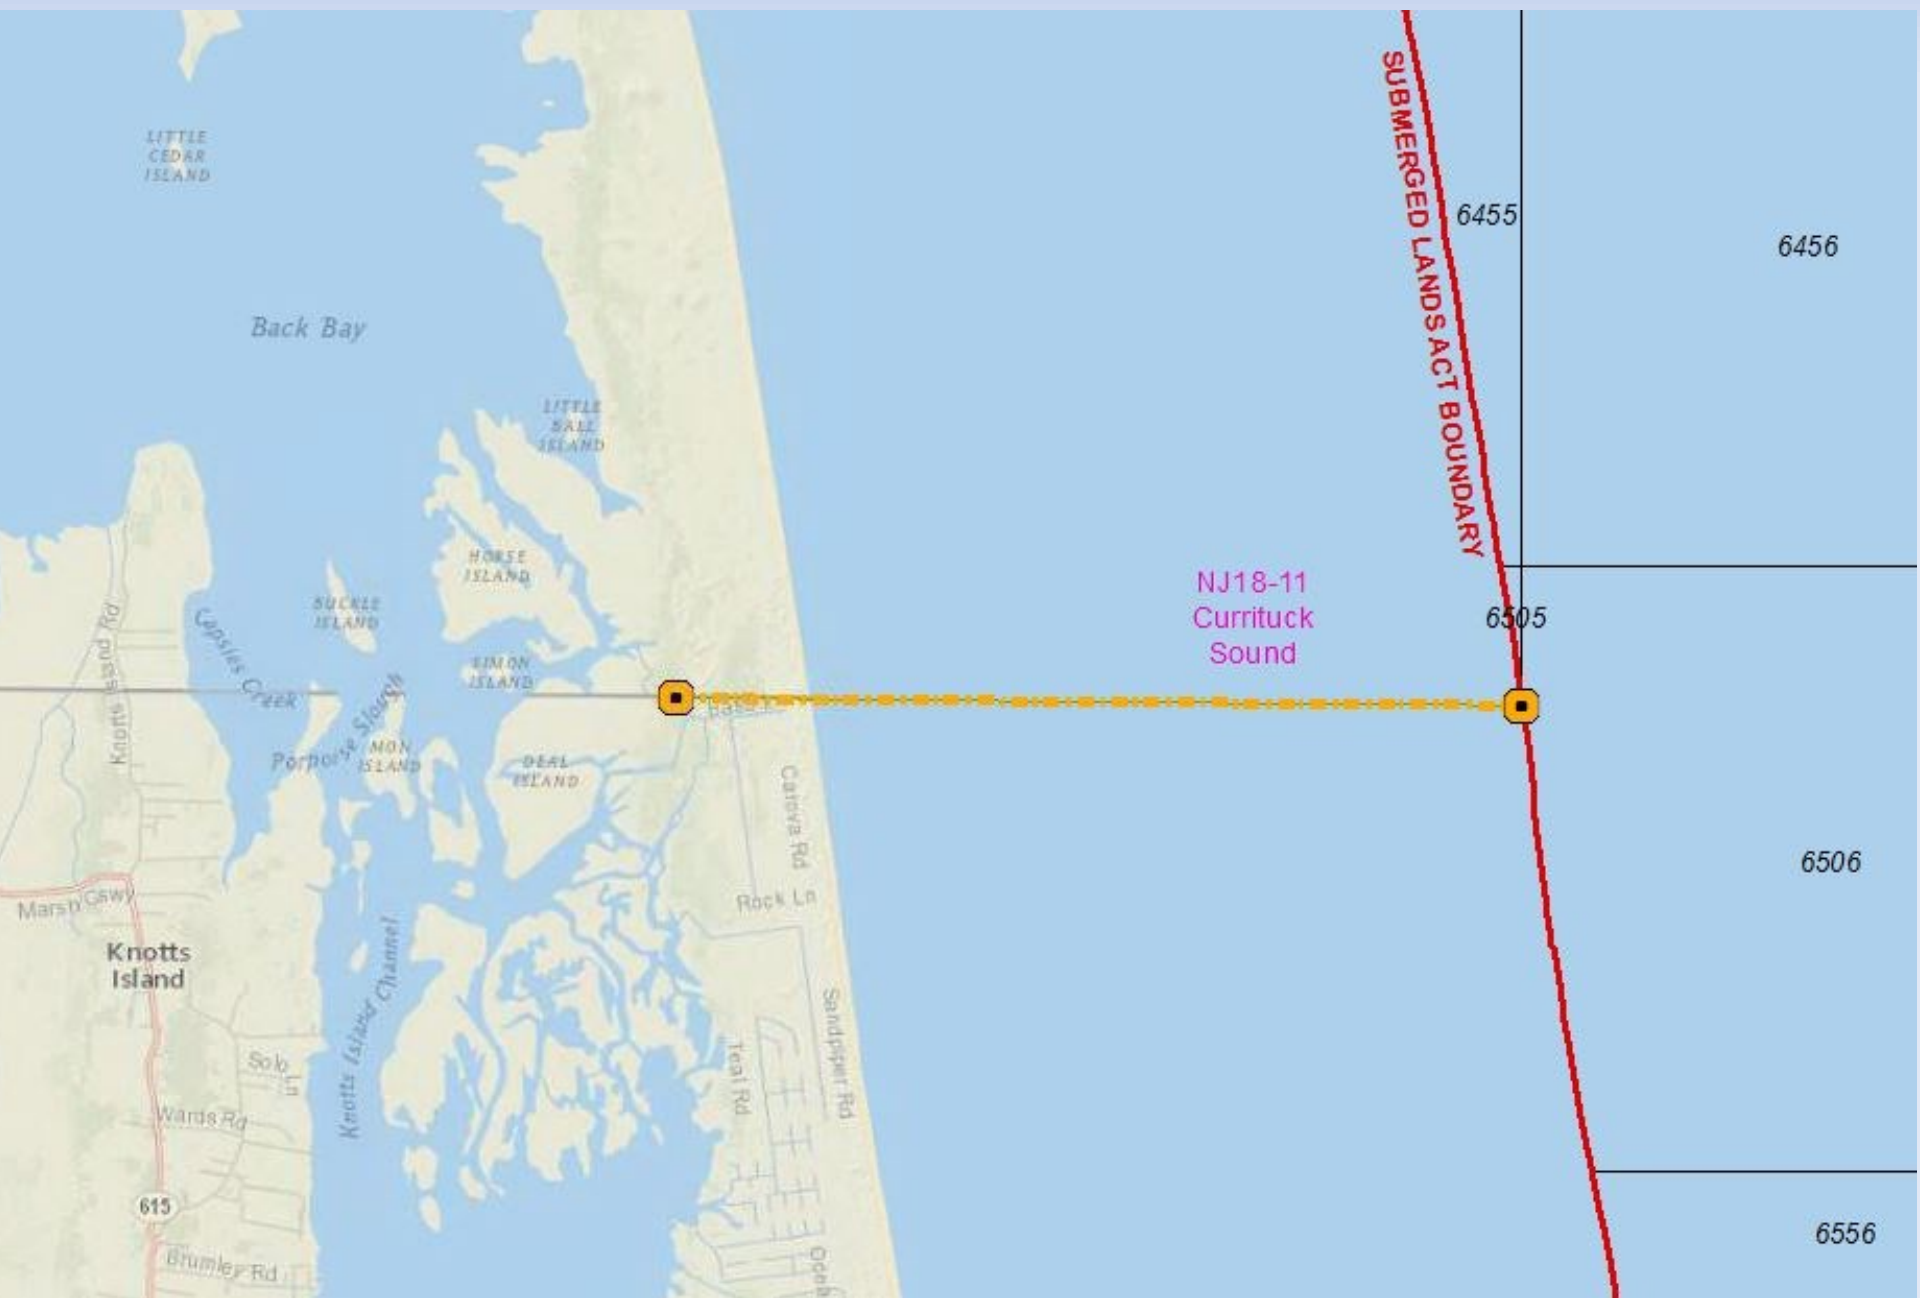 SUBMERGED LANDS ACT BOUNDARY
LITTLE
CEDAR
ISLAND
6455
6456
Back Bay
LITTLE
BALL
ISLAND
HORSE
ISLAND
NJ18-11
Currituck
Sound
BUCKLE
ISLAND
6505
Capsies Creek
Knotts Island Rd
SIMON
ISLAND
Porpoise Slough
MON
ISLAND
DEAL
ISLAND
Carova Rd
6506
Marsh Cswy
Rock Ln
Knotts
Island
Knotts Island Channel
Sandpiper Rd
Solo Ln
Teal Rd
Wards Rd
615
6556
Brumley Rd